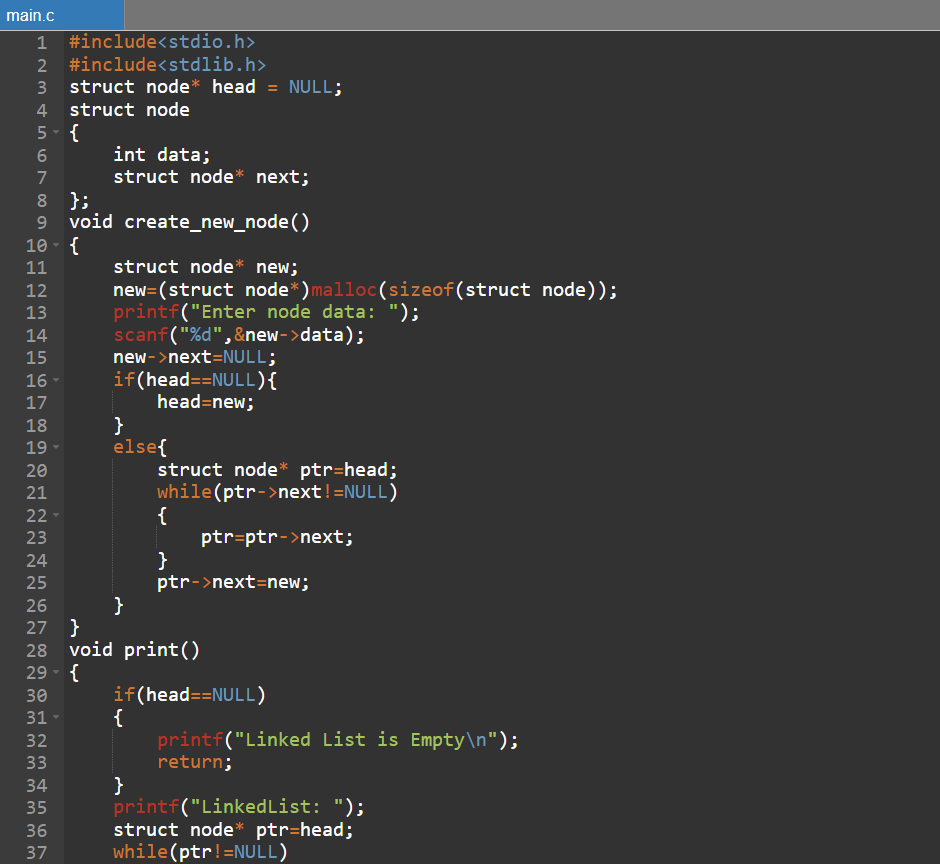 main.c
1 #include<stdio.h>
2 #include<stdlib.h>
3 struct node* head = NULL;
4 struct node
5 {
6     int data;
7     struct node* next;
8 };
9 void create_new_node()
10 {
11     struct node* new;
12     new=(struct node*)malloc(sizeof(struct node));
13     printf("Enter node data: ");
14     scanf("%d",&new->data);
15     new->next=NULL;
16     if(head==NULL){
17         head=new;
18     }
19     else{
20         struct node* ptr=head;
21         while(ptr->next!=NULL)
22         {
23             ptr=ptr->next;
24         }
25         ptr->next=new;
26     }
27 }
28 void print()
29 {
30     if(head==NULL)
31     {
32         printf("Linked List is Empty\n");
33         return;
34     }
35     printf("LinkedList: ");
36     struct node* ptr=head;
37     while(ptr!=NULL)